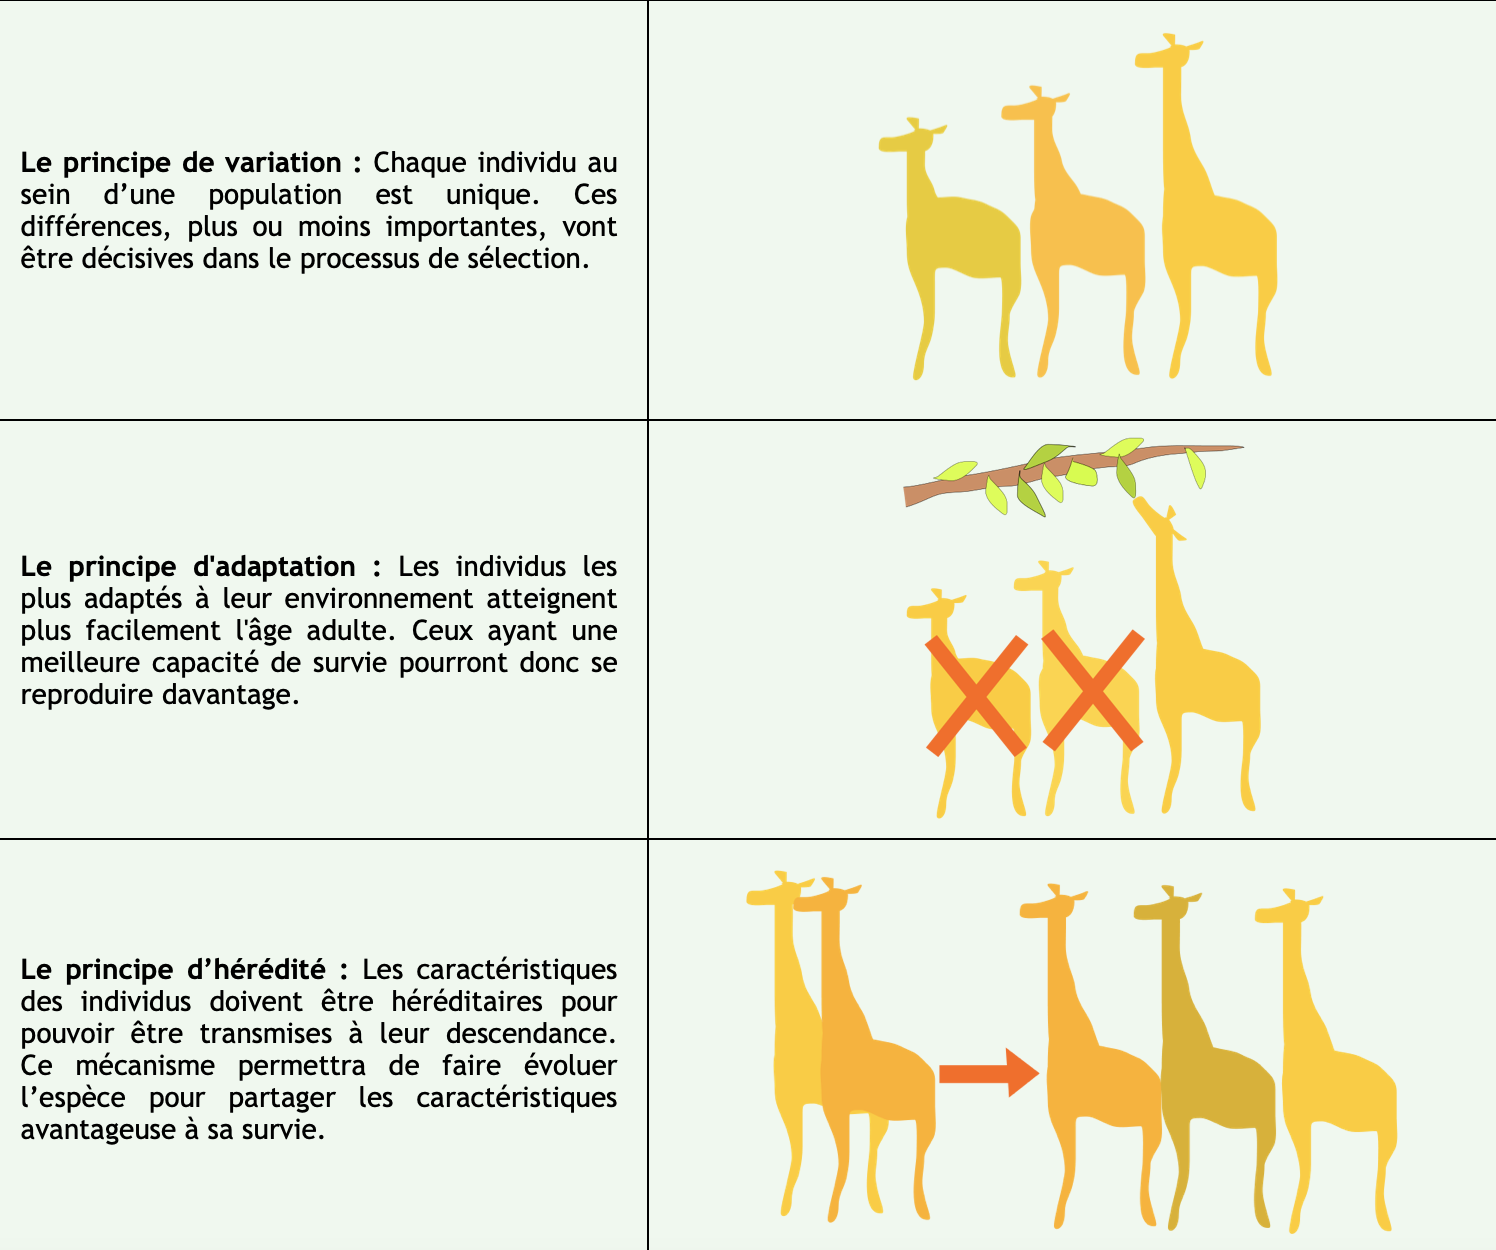 Le principe de variation : Chaque individu au
sein d’une population est unique. Ces
différences, plus ou moins importantes, vont
être décisives dans le processus de sélection.
Le principe d'adaptation : Les individus les
plus adaptés à leur environnement atteignent
plus facilement l'âge adulte. Ceux ayant une
meilleure capacité de survie pourront donc se
reproduire davantage.
Le principe d’hérédité : Les caractéristiques
des individus doivent être héréditaires pour
pouvoir être transmises à leur descendance.
Ce mécanisme permettra de faire évoluer
l’espèce pour partager les caractéristiques
avantageuse à sa survie.